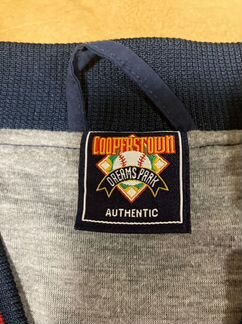 COOPERSTOWN
DREAMS PARK
AUTHENTIC